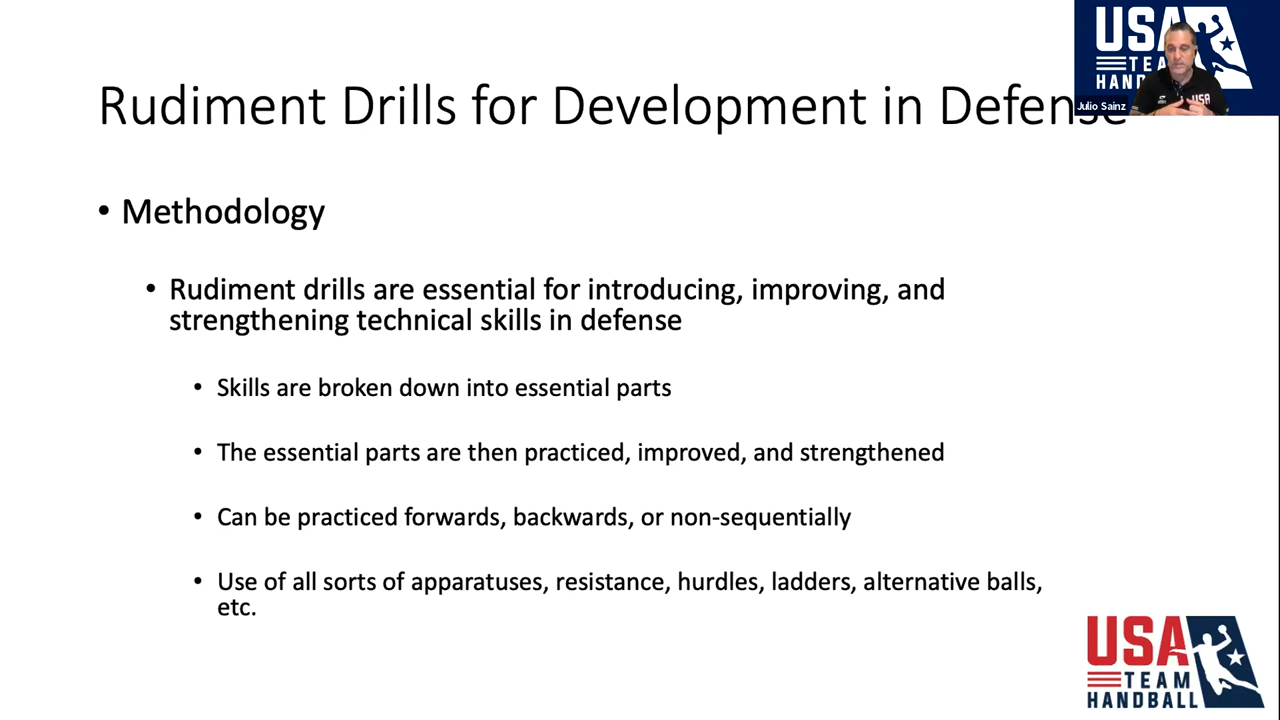 USA
TEAM
HANDBALL
USA
Julio Sainz
Rudiment Drills for Development in Defense
• Methodology
• Rudiment drills are essential for introducing, improving, and
strengthening technical skills in defense
• Skills are broken down into essential parts
• The essential parts are then practiced, improved, and strengthened
• Can be practiced forwards, backwards, or non-sequentially
• Use of all sorts of apparatuses, resistance, hurdles, ladders, alternative balls,
etc.
USA
TEAM
HANDBALL